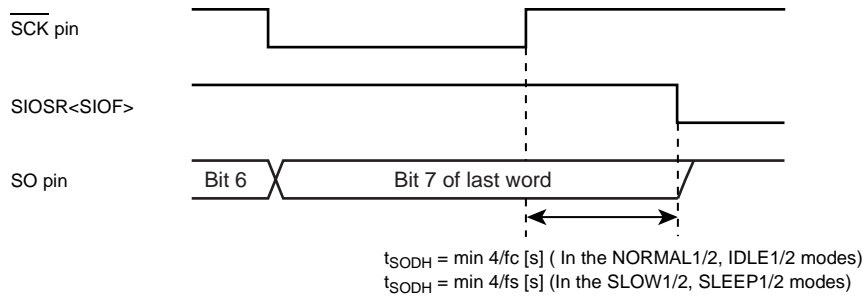 SCK pin
SIOSR<SIOF>
SO pin
Bit 6
Bit 7 of last word
tSODH = min 4/fc [s] ( In the NORMAL1/2, IDLE1/2 modes)
tSODH = min 4/fs [s] (In the SLOW1/2, SLEEP1/2 modes)